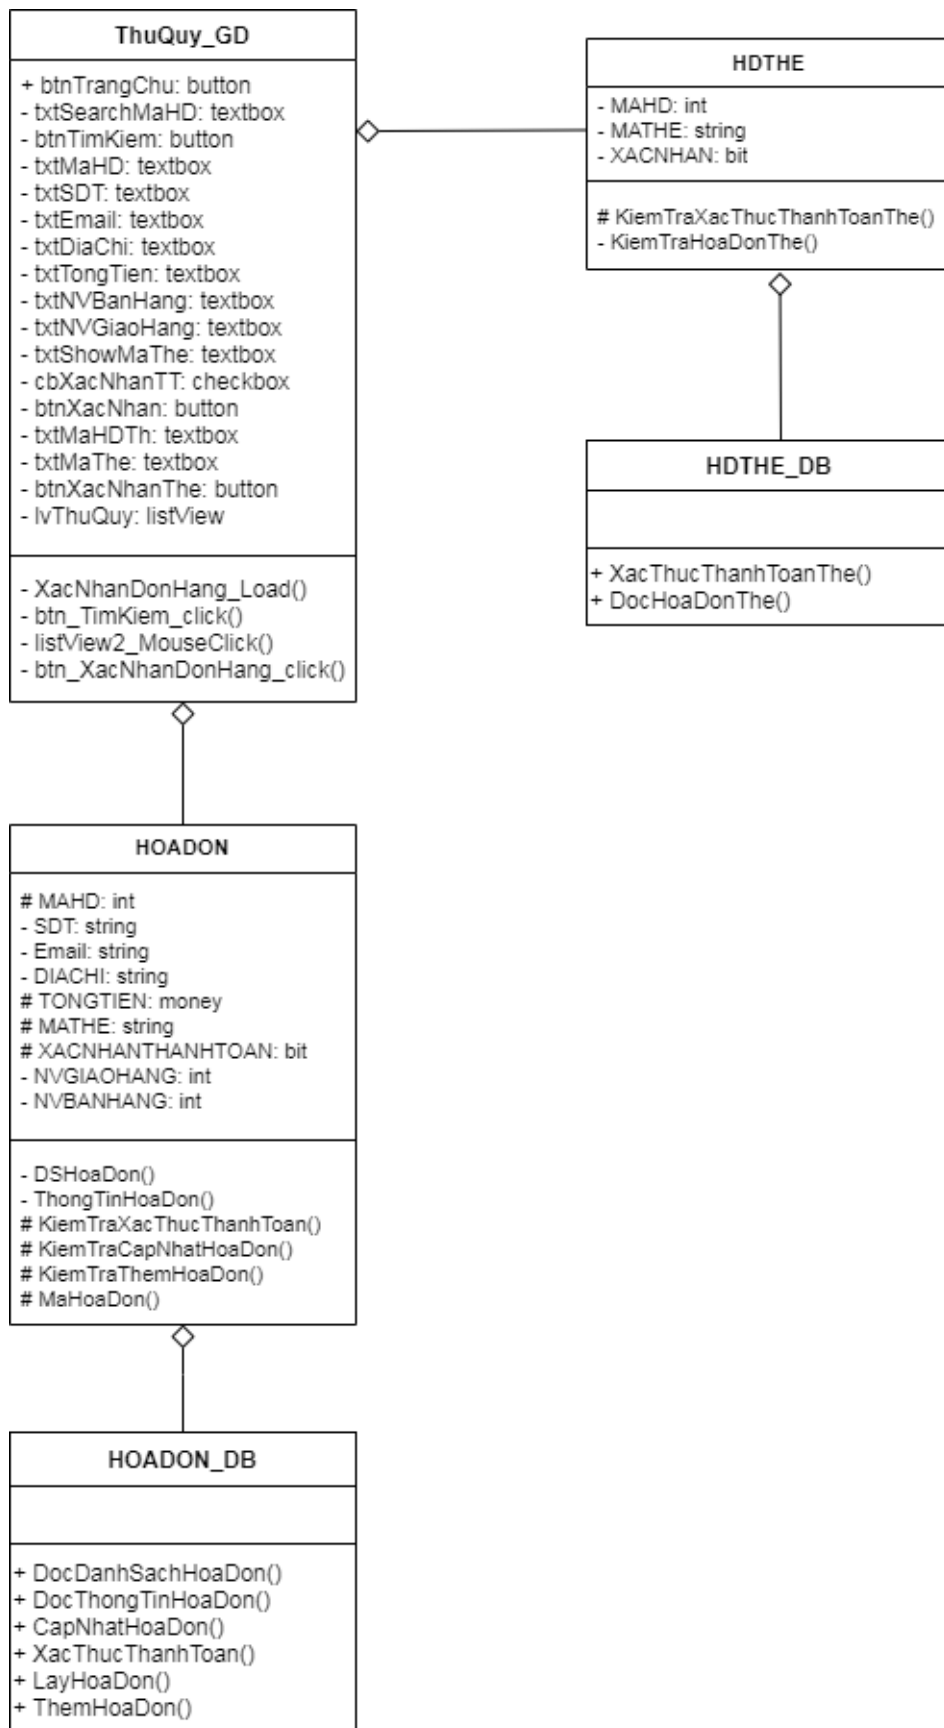 ThuQuy_GD
+ btnTrangChu: button
- txtSearchMaHD: textbox
- btnTimKiem: button
- txtMaHD: textbox
- txtSDT: textbox
- txtEmail: textbox
- txtDiaChi: textbox
- txtTongTien: textbox
- txtNVBanHang: textbox
- txtNVGiaoHang: textbox
- txtShowMaThe: textbox
- cbXacNhanTT: checkbox
- btnXacNhan: button
- txtMaHDTh: textbox
- txtMaThe: textbox
- btnXacNhanThe: button
- lvThuQuy: listView
- XacNhanDonHang_Load()
- btn_TimKiem_click()
- listView2_MouseClick()
- btn_XacNhanDonHang_click()
HDTHE
- MAHD: int
- MATHE: string
- XACNHAN: bit
# KiemTraXacThucThanhToanThe()
- KiemTraHoaDonThe()
HDTHE_DB
+ XacThucThanhToanThe()
+ DocHoaDonThe()
HOADON
# MAHD: int
- SDT: string
- Email: string
- DIACHI: string
# TONGTIEN: money
# MATHE: string
# XACNHANTHANHTOAN: bit
- NVGIAOHANG: int
- NVBANHANG: int
- DSHoaDon()
- ThongTinHoaDon()
# KiemTraXacThucThanhToan()
# KiemTraCapNhatHoaDon()
# KiemTraThemHoaDon()
# MaHoaDon()
HOADON_DB
+ DocDanhSachHoaDon()
+ DocThongTinHoaDon()
+ CapNhatHoaDon()
+ XacThucThanhToan()
+ LayHoaDon()
+ ThemHoaDon()